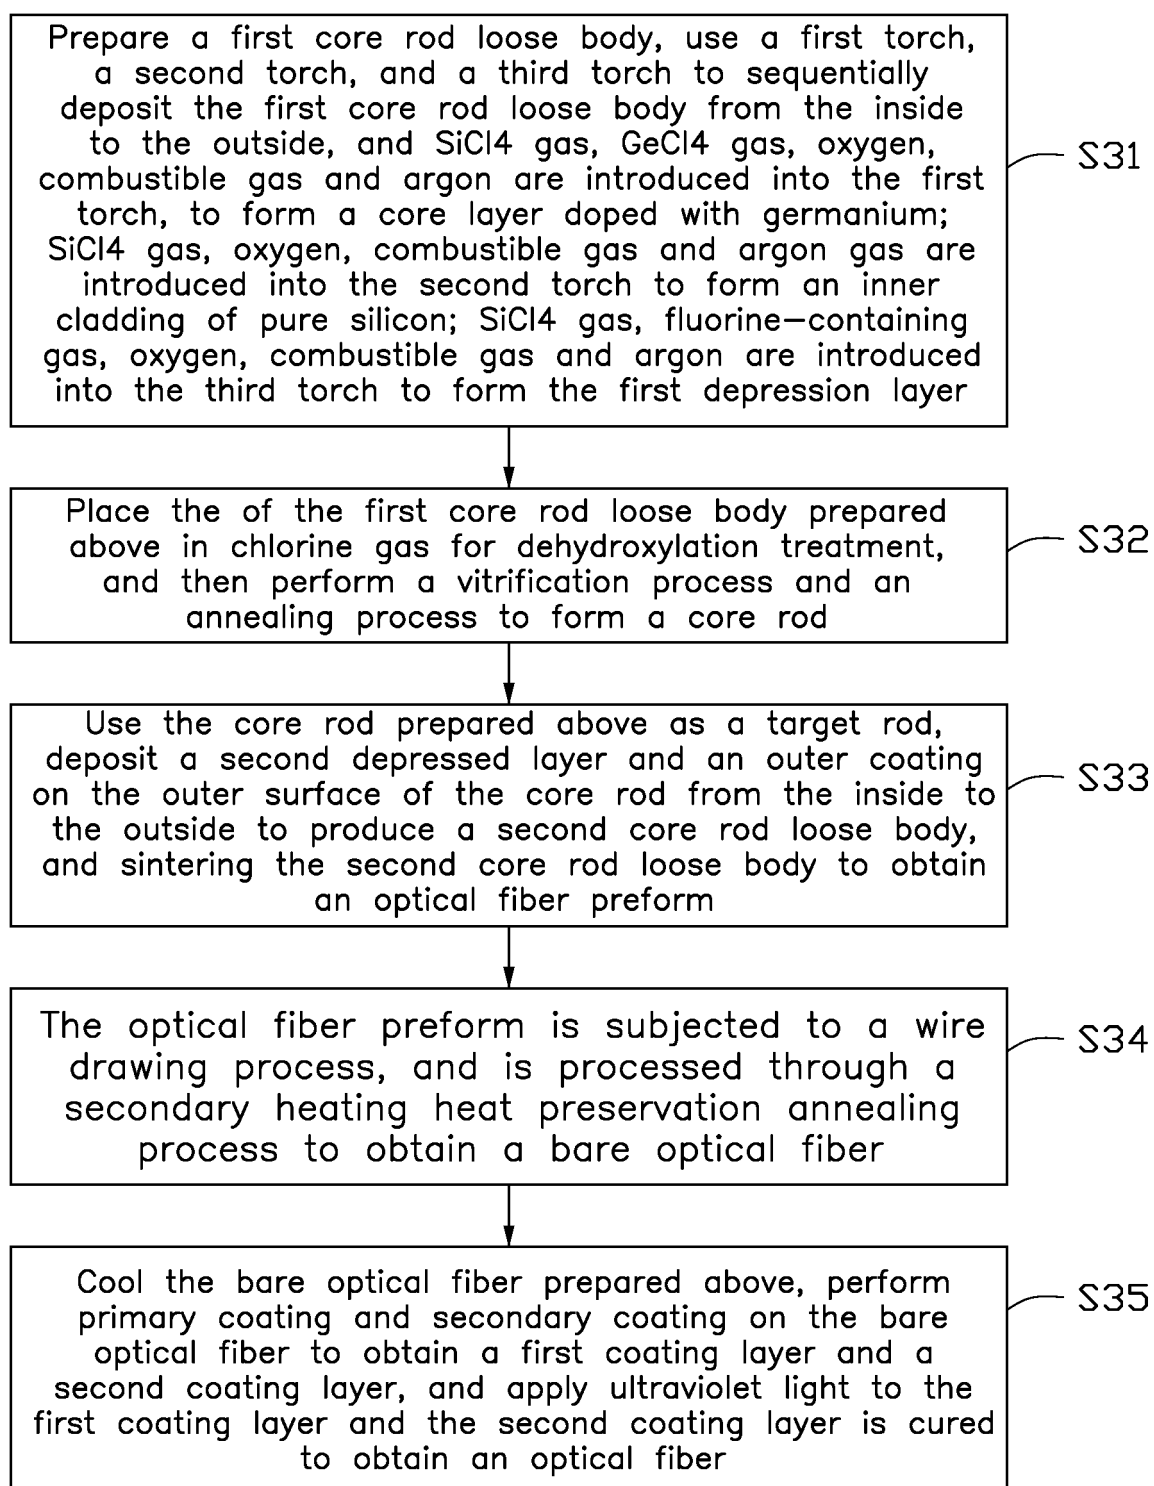 Prepare a first core rod loose body, use a first torch,
a second torch, and a third torch to sequentially
deposit the first core rod loose body from the inside
to the outside, and SiCl4 gas, GeCl4 gas, oxygen,
combustible gas and argon are introduced into the first
torch, to form a core layer doped with germanium;
SiCl4 gas, oxygen, combustible gas and argon gas are
introduced into the second torch to form an inner
cladding of pure silicon; SiCl4 gas, fluorine-containing
gas, oxygen, combustible gas and argon are introduced
into the third torch to form the first depression layer
S31
Place the of the first core rod loose body prepared
above in chlorine gas for dehydroxylation treatment,
and then perform a vitrification process and an
annealing process to form a core rod
S32
Use the core rod prepared above as a target rod,
deposit a second depressed layer and an outer coating
on the outer surface of the core rod from the inside to
the outside to produce a second core rod loose body,
and sintering the second core rod loose body to obtain
an optical fiber preform
S33
The optical fiber preform is subjected to a wire
drawing process, and is processed through a
secondary heating heat preservation annealing
process to obtain a bare optical fiber
S34
Cool the bare optical fiber prepared above, perform
primary coating and secondary coating on the bare
optical fiber to obtain a first coating layer and a
second coating layer, and apply ultraviolet light to the
first coating layer and the second coating layer is cured
to obtain an optical fiber
S35